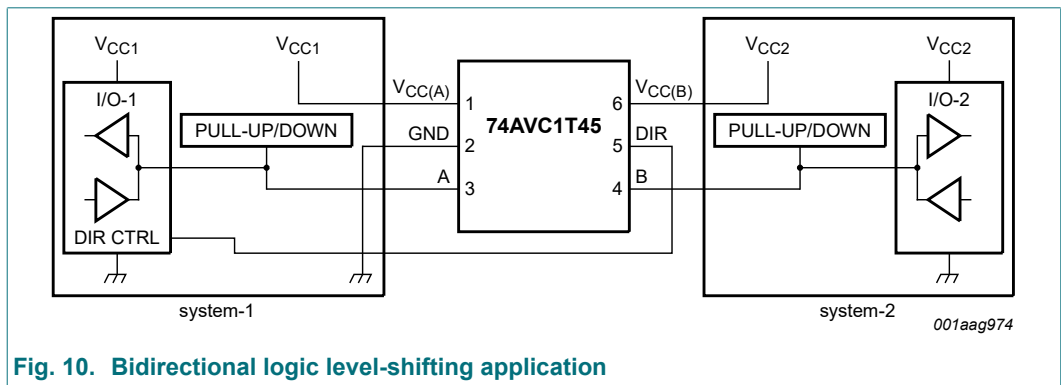 VCC1
VCC1
VCC2
VCC2
I/O-1
I/O-2
PULL-UP/DOWN
PULL-UP/DOWN
74AVC1T45
VCC(A)
1
6
VCC(B)
GND
2
5
DIR
A
3
4
B
DIR CTRL
system-1
system-2
001aag974
Fig. 10. Bidirectional logic level-shifting application